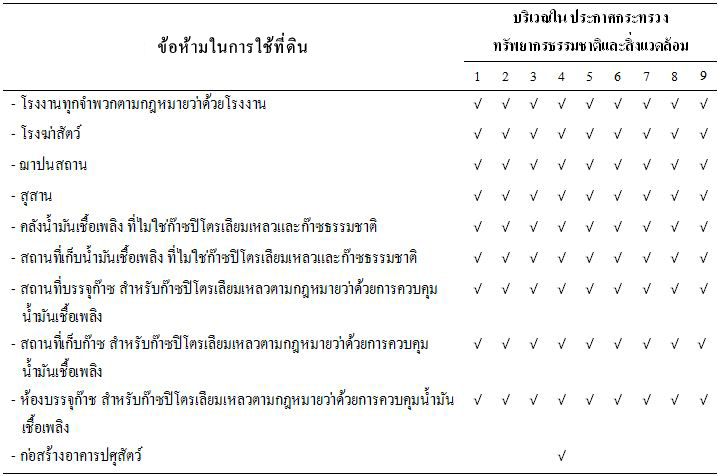 บริเวณใน ประกาศกระทรวง
ข้อห้ามในการใช้ที่ดิน
ทรัพยากรธรรมชาติและสิ่งแวดล้อม
1 2 3 4 5 6 7 8 9
- โรงงานทุกจำพวกตามกฎหมายว่าด้วยโรงงาน √ √ √ √ √ √ √ √ √
- โรงฆ่าสัตว์ √ √ √ √ √ √ √ √ √
- ฌาปนสถาน √ √ √ √ √ √ √ √ √
- สุสาน √ √ √ √ √ √ √ √ √
- คลังน้ำมันเชื้อเพลิง ที่ไม่ใช่ก๊าซปิโตรเลียมเหลวและก๊าซธรรมชาติ √ √ √ √ √ √ √ √ √
- สถานที่เก็บน้ำมันเชื้อเพลิง ที่ไม่ใช่ก๊าซปิโตรเลียมเหลวและก๊าซธรรมชาติ √ √ √ √ √ √ √ √ √
- สถานที่บรรจุก๊าซ สำหรับก๊าซปิโตรเลียมเหลวตามกฎหมายว่าด้วยการควบคุม √ √ √ √ √ √ √ √ √
น้ำมันเชื้อเพลิง
- สถานที่เก็บก๊าซ สำหรับก๊าซปิโตรเลียมเหลวตามกฎหมายว่าด้วยการควบคุม √ √ √ √ √ √ √ √ √
น้ำมันเชื้อเพลิง
- ห้องบรรจุก๊าซ สำหรับก๊าซปิโตรเลียมเหลวตามกฎหมายว่าด้วยการควบคุมน้ำมัน √ √ √ √ √ √ √ √ √
เชื้อเพลิง
- ก่อสร้างอาคารปศุสัตว์ √